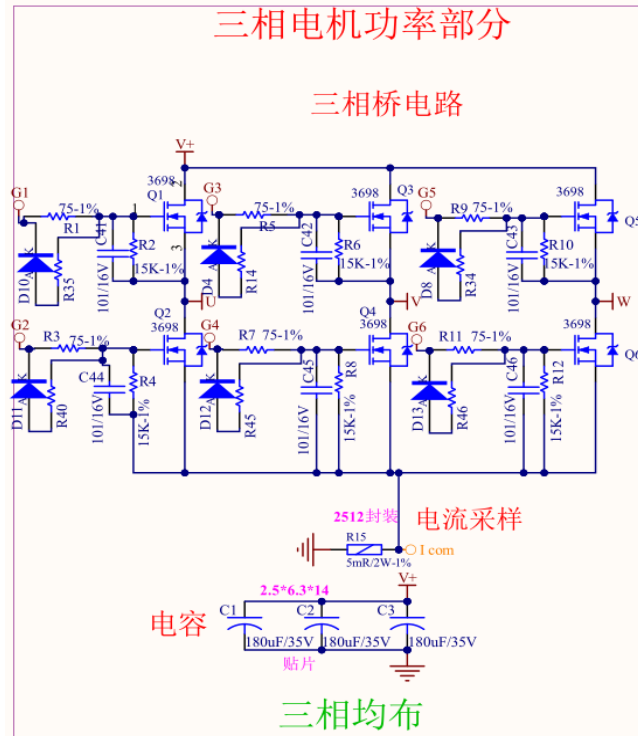 三相电机功率部分
三相桥电路
V+
G1 75-1% R1 1 3698 2 Q1 3
D10 A K R35 C41 101/16V R2 15K-1%
G3 75-1% R5 3698 Q3
D4 A K R14 C42 101/16V R6 15K-1%
G5 R9 75-1% 3698 Q5
D8 A K R34 C43 101/16V R10 15K-1%
U V W
G2 R3 75-1% Q2 3698
D11 A K R40 C44 101/16V R4 15K-1%
G4 R7 75-1% Q4 3698
D12 A K R45 C45 101/16V R8 15K-1%
G6 R11 75-1% 3698 Q6
D13 A K R46 C46 101/16V R12 15K-1%
2512封装
电流采样
R15
I com
5mR/2W-1%
2.5*6.3*14
V+
电容
C1 C2 C3
180uF/35V 180uF/35V 180uF/35V
贴片
三相均布